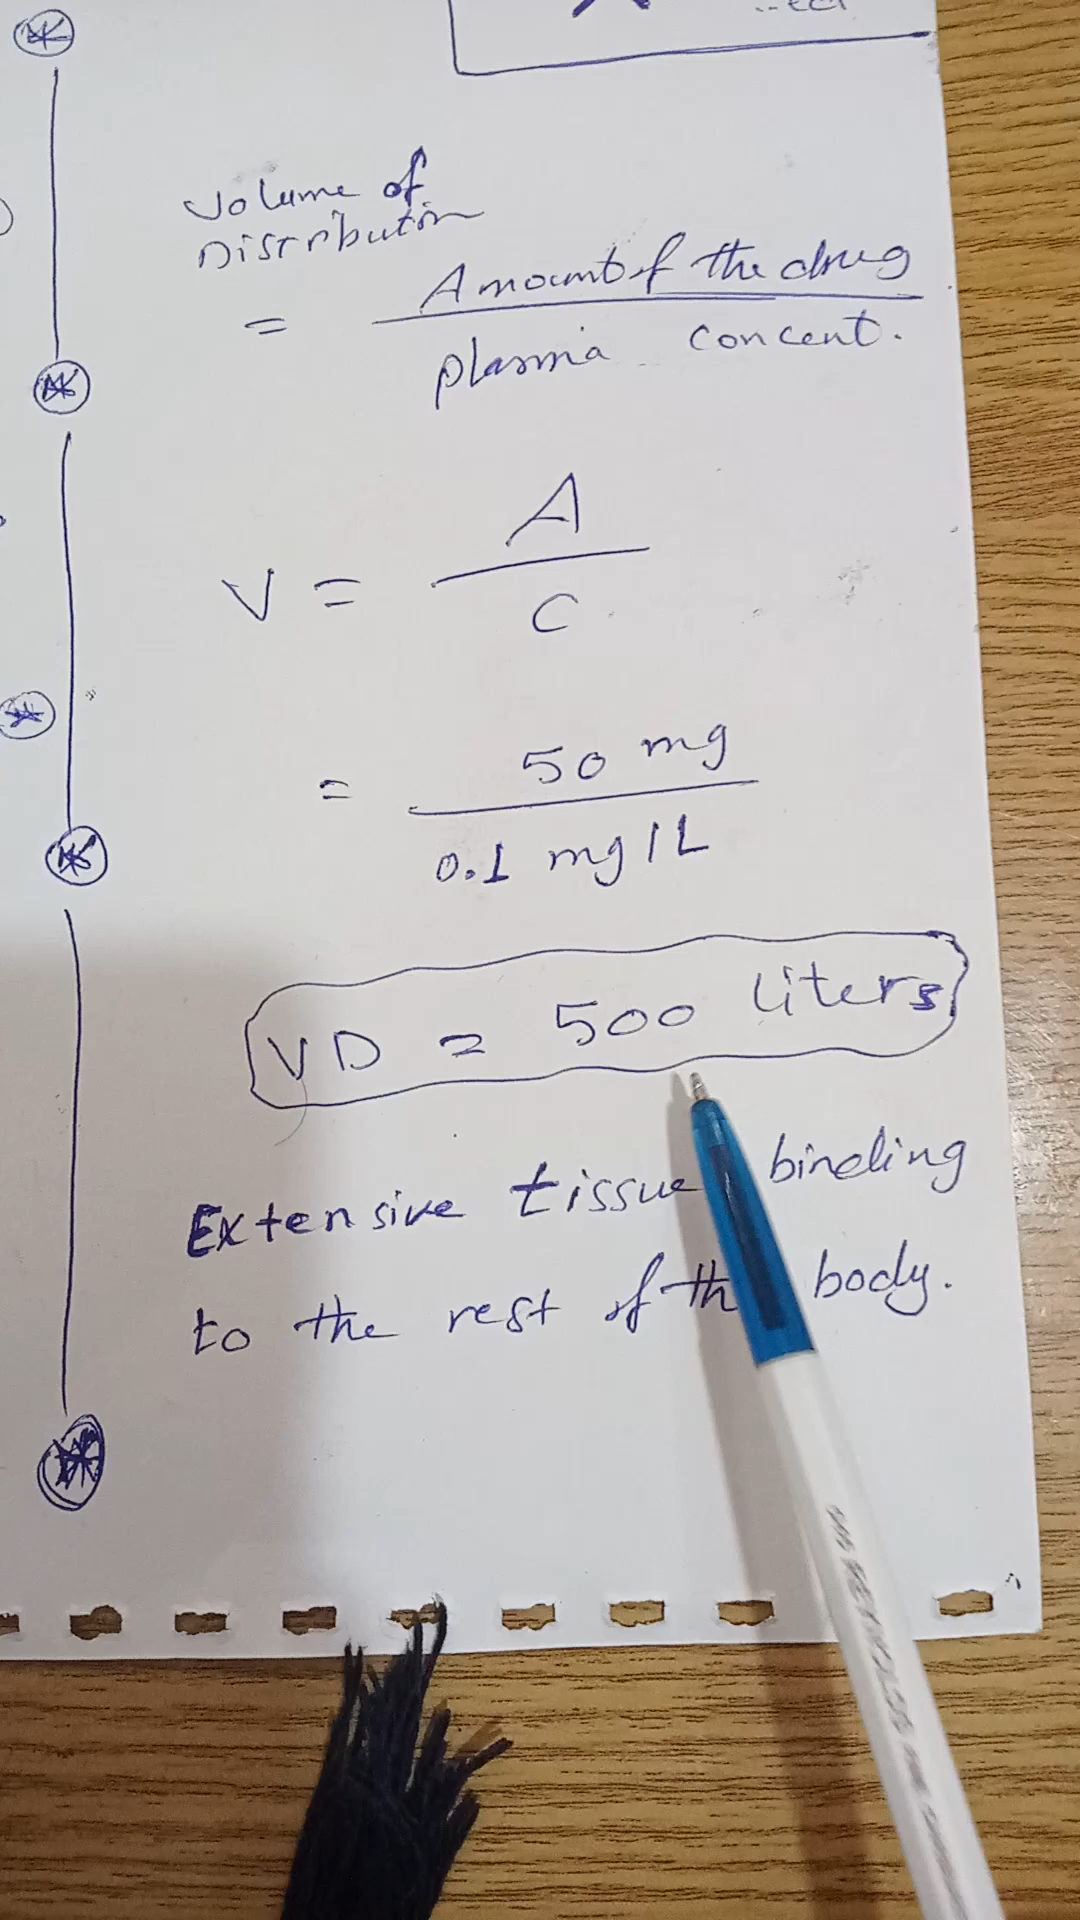 Volume of
Distribution
= Amount of the drug
plasma concent.
V = A
C
= 50 mg
0.1 mg/L
VD = 500 Liters
Extensive tissue binding
to the rest of th body.